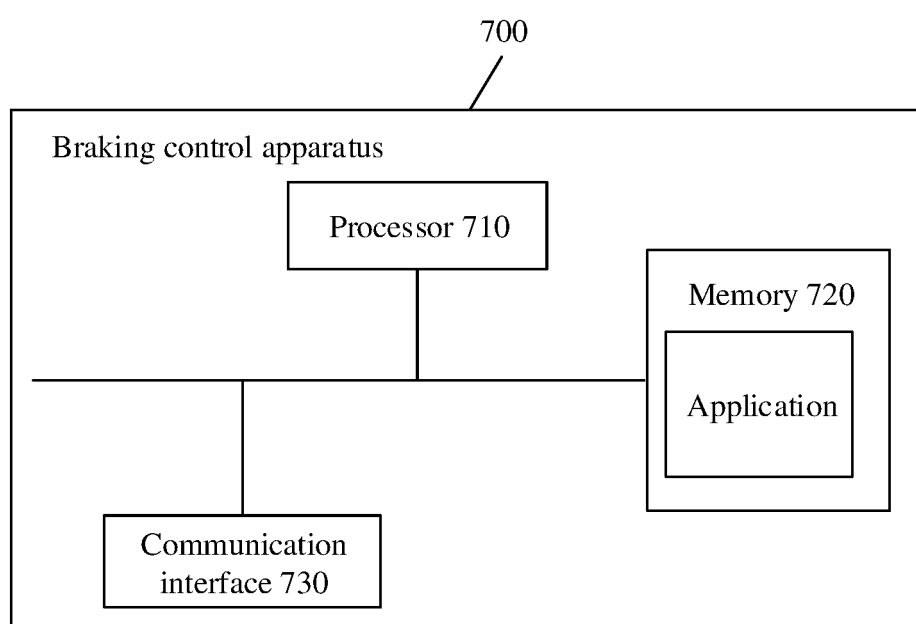 700
Braking control apparatus
Processor 710
Memory 720
Application
Communication
interface 730